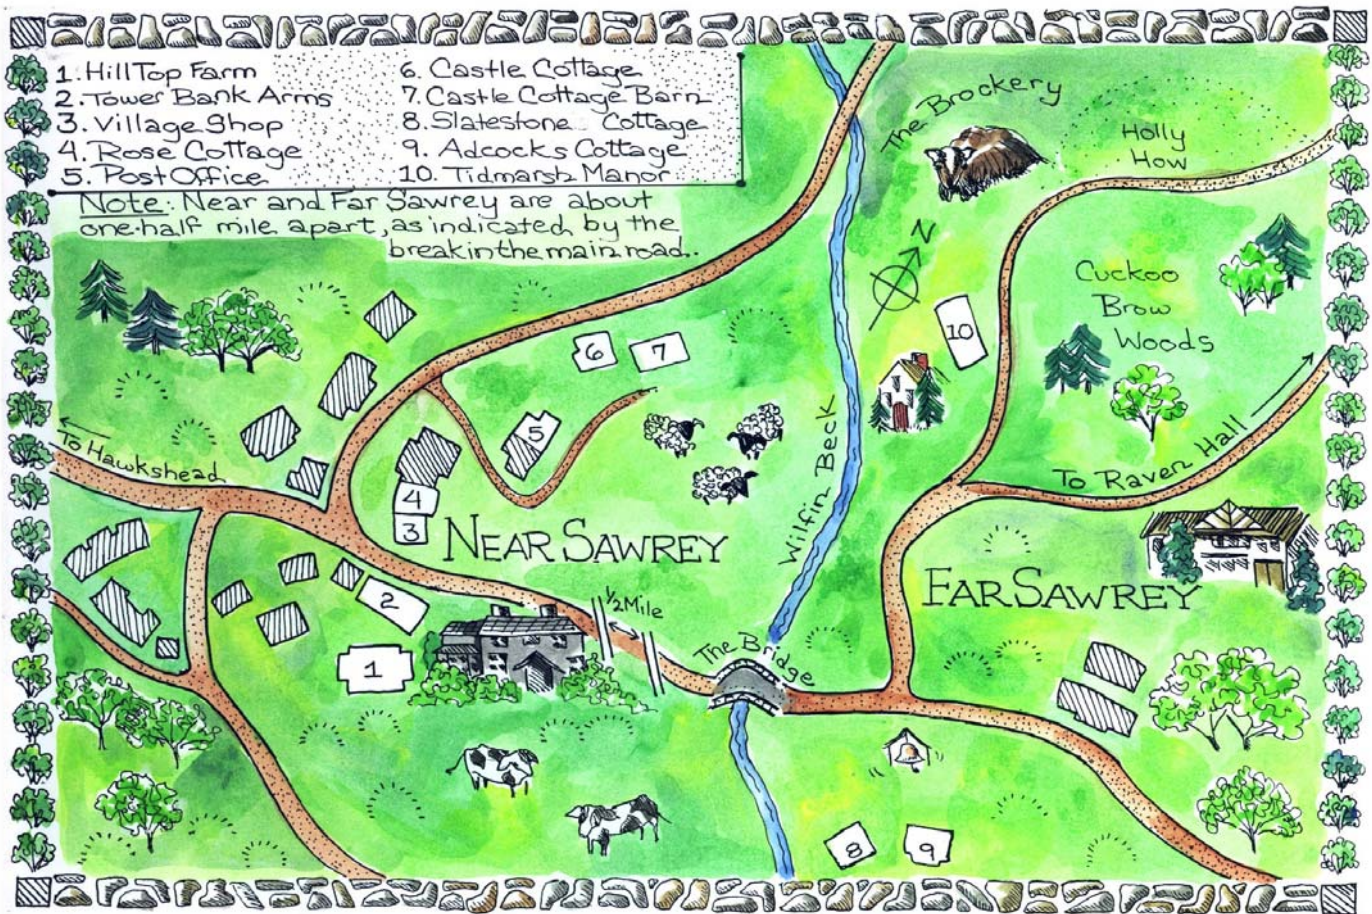 1. Hill Top Farm
2. Tower Bank Arms
3. Village Shop
4. Rose Cottage
5. Post Office
6. Castle Cottage
7. Castle Cottage Barn
8. Slatestone Cottage
9. Adcocks Cottage
10. Tidmarsh Manor
Note: Near and Far Sawrey are about
one-half mile apart, as indicated by the
break in the main road..
The Brockery
Holly
How
N
Cuckoo
Brow
Woods
10
6
7
5
To Hawkshead
4
3
NEAR SAWREY
Wilfin Beck
To Raven Hall
FAR SAWREY
2
1/2 Mile
The Bridge
1
8
9